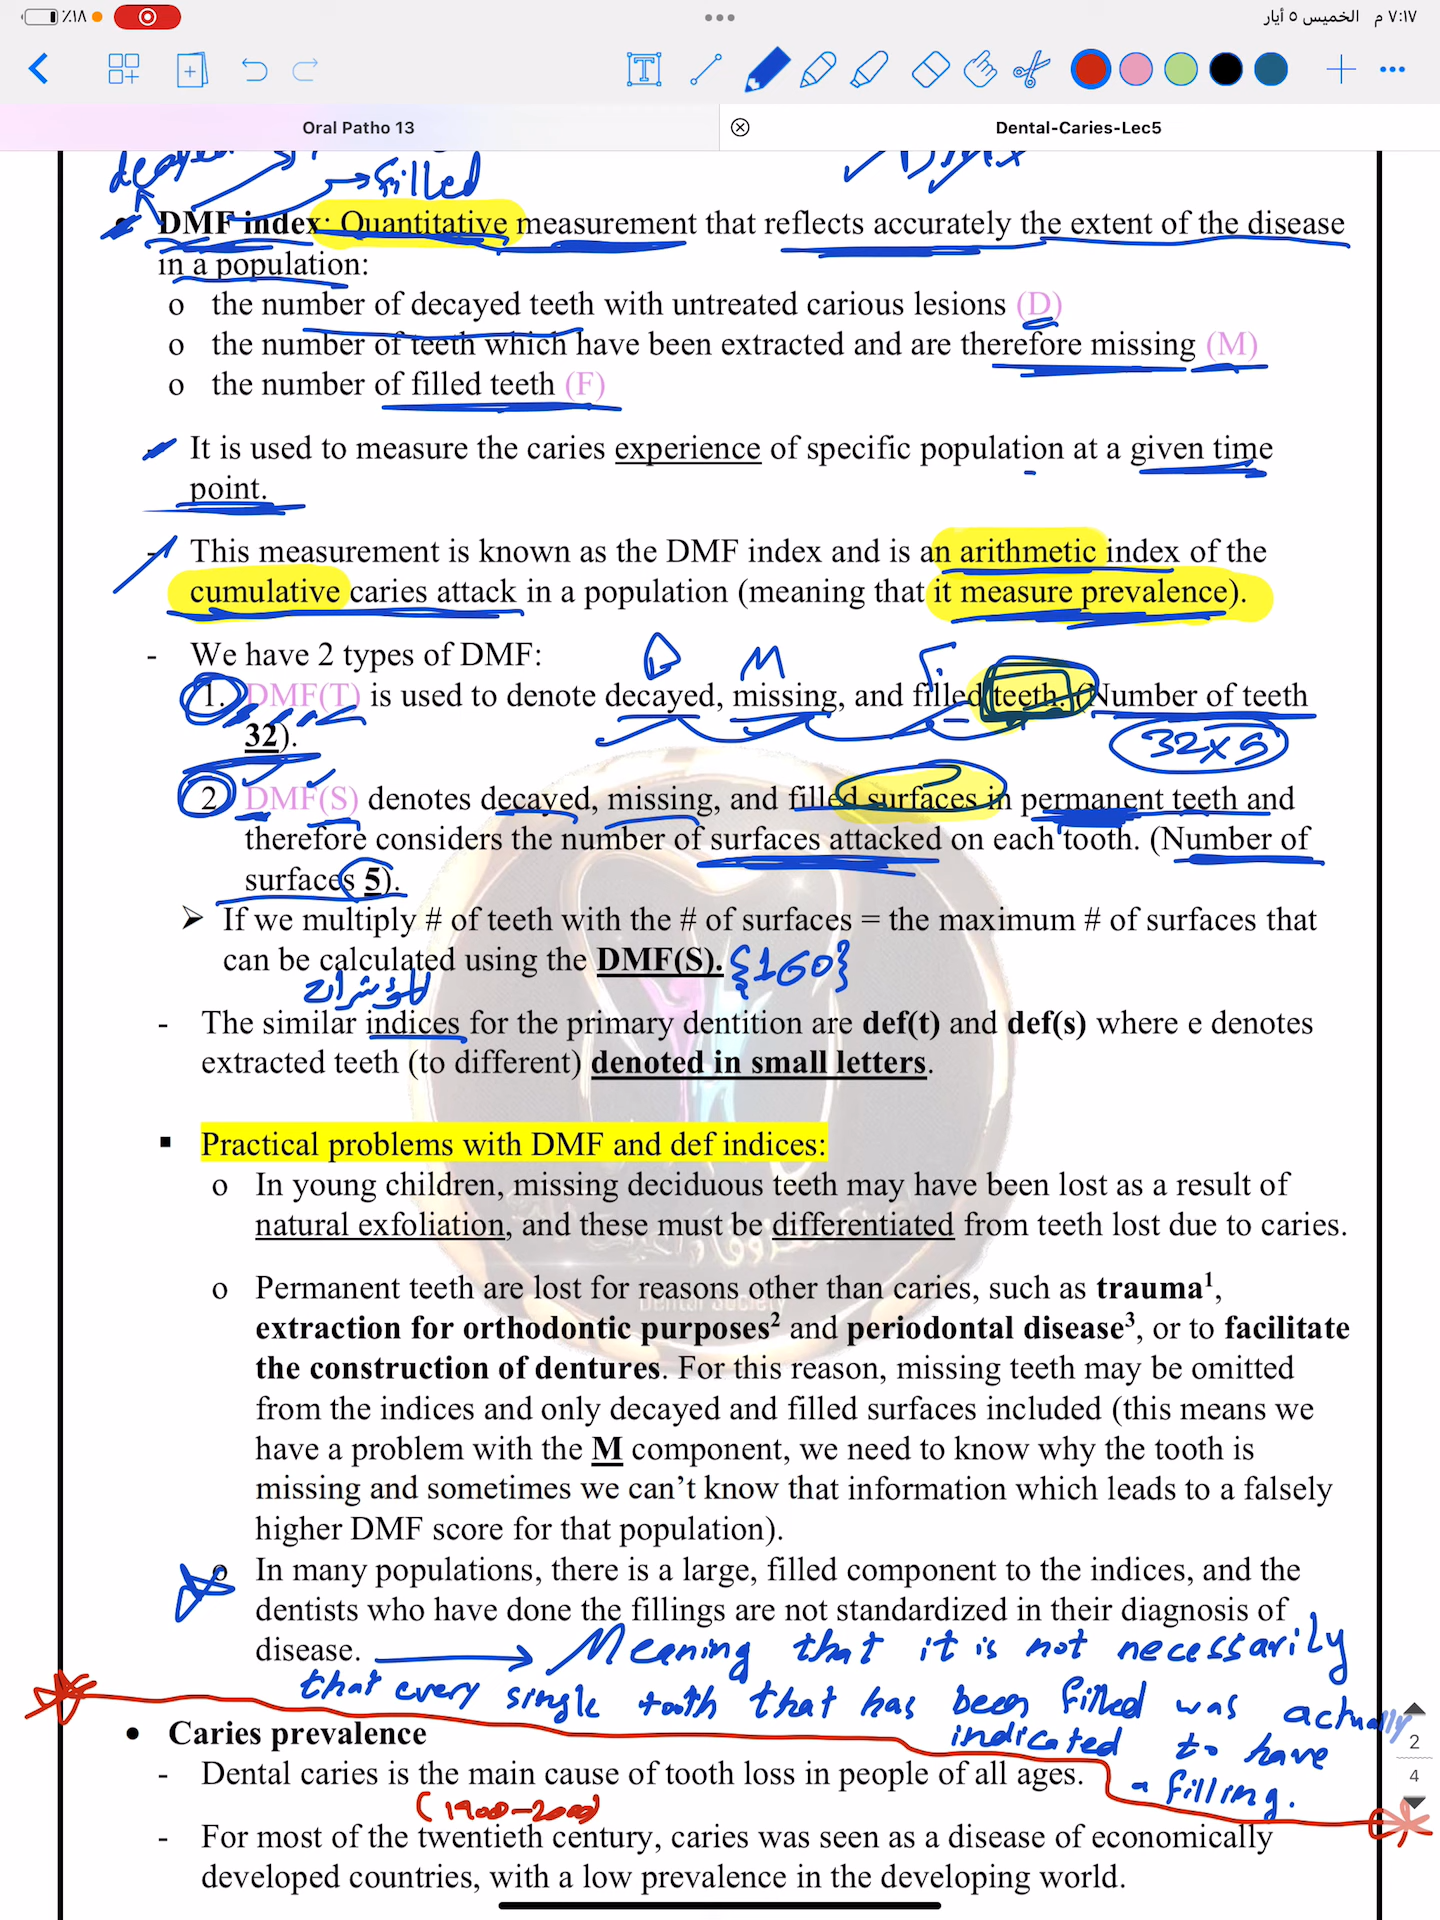 ٪١٨
٧:١٧ م الخميس ٥ أيار
Oral Patho 13
Dental-Caries-Lec5
filled
DMF index: Quantitative measurement that reflects accurately the extent of the disease
in a population:
o the number of decayed teeth with untreated carious lesions (D)
o the number of teeth which have been extracted and are therefore missing (M)
o the number of filled teeth (F)
It is used to measure the caries experience of specific population at a given time
point.
- This measurement is known as the DMF index and is an arithmetic index of the
cumulative caries attack in a population (meaning that it measure prevalence).
- We have 2 types of DMF:
D M F
1. DMF(T) is used to denote decayed, missing, and filled teeth. (Number of teeth
32).
32x5
2. DMF(S) denotes decayed, missing, and filled surfaces in permanent teeth and
therefore considers the number of surfaces attacked on each tooth. (Number of
surfaces 5).
➢ If we multiply # of teeth with the # of surfaces = the maximum # of surfaces that
can be calculated using the DMF(S). {160}
- The similar indices for the primary dentition are def(t) and def(s) where e denotes
extracted teeth (to different) denoted in small letters.
▪ Practical problems with DMF and def indices:
o In young children, missing deciduous teeth may have been lost as a result of
natural exfoliation, and these must be differentiated from teeth lost due to caries.
o Permanent teeth are lost for reasons other than caries, such as trauma¹,
extraction for orthodontic purposes² and periodontal disease³, or to facilitate
the construction of dentures. For this reason, missing teeth may be omitted
from the indices and only decayed and filled surfaces included (this means we
have a problem with the M component, we need to know why the tooth is
missing and sometimes we can't know that information which leads to a falsely
higher DMF score for that population).
o In many populations, there is a large, filled component to the indices, and the
dentists who have done the fillings are not standardized in their diagnosis of
disease. Meaning that it is not necessarily
that every single tooth that has been filled was actually
indicated to have
a filling.
• Caries prevalence
- Dental caries is the main cause of tooth loss in people of all ages.
(1900-2000)
- For most of the twentieth century, caries was seen as a disease of economically
developed countries, with a low prevalence in the developing world.
2
4